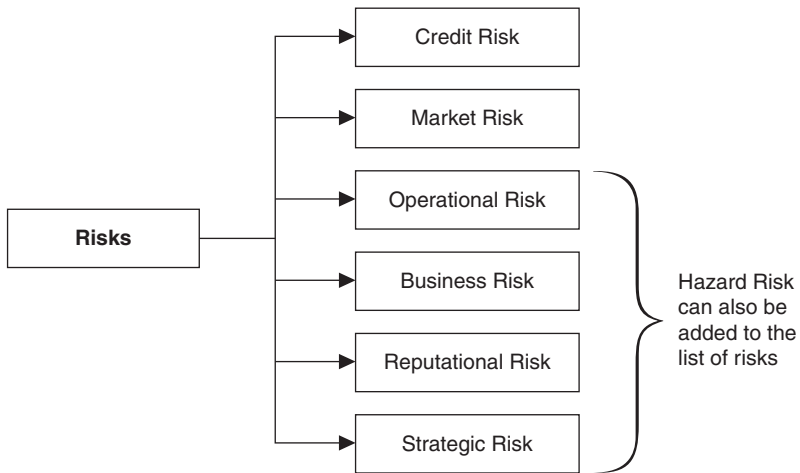 Risks
Credit Risk
Market Risk
Operational Risk
Business Risk
Reputational Risk
Strategic Risk
Hazard Risk
can also be
added to the
list of risks